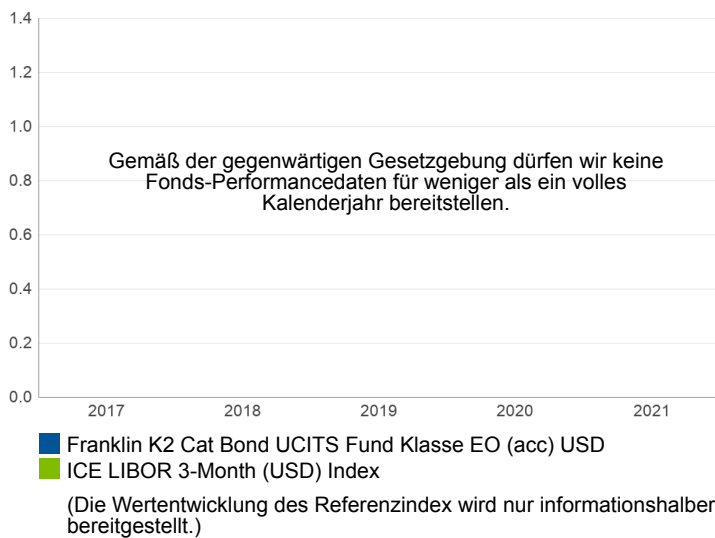 1.4
1.2
1.0
0.8
0.6
0.4
0.2
0.0
Gemäß der gegenwärtigen Gesetzgebung dürfen wir keine
Fonds-Performancedaten für weniger als ein volles
Kalenderjahr bereitstellen.
2017 2018 2019 2020 2021
Franklin K2 Cat Bond UCITS Fund Klasse EO (acc) USD
ICE LIBOR 3-Month (USD) Index
(Die Wertentwicklung des Referenzindex wird nur informationshalber
bereitgestellt.)